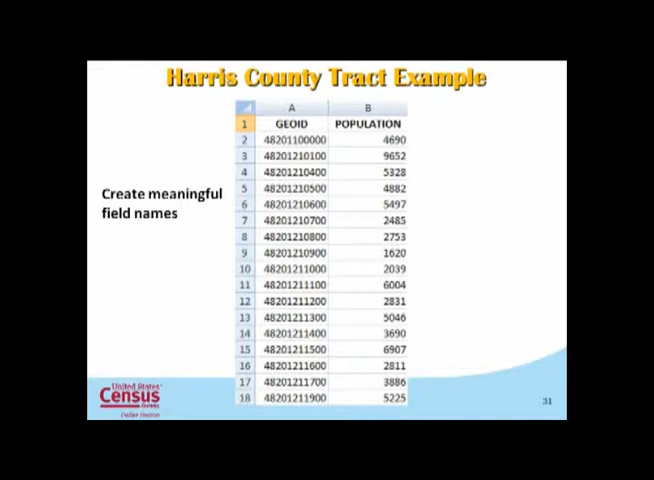 Harris County Tract Example
A B
1 GEOID POPULATION
2 48201100000 4690
3 48201210100 9652
4 48201210400 5328
5 48201210500 4882
6 48201210600 5497
7 48201210700 2485
8 48201210800 2753
9 48201210900 1620
10 48201211000 2039
11 48201211100 6004
12 48201211200 2831
13 48201211300 5046
14 48201211400 3690
15 48201211500 6907
16 48201211600 2811
17 48201211700 3886
18 48201211900 5225
Create meaningful
field names
United States
Census
Bureau
31